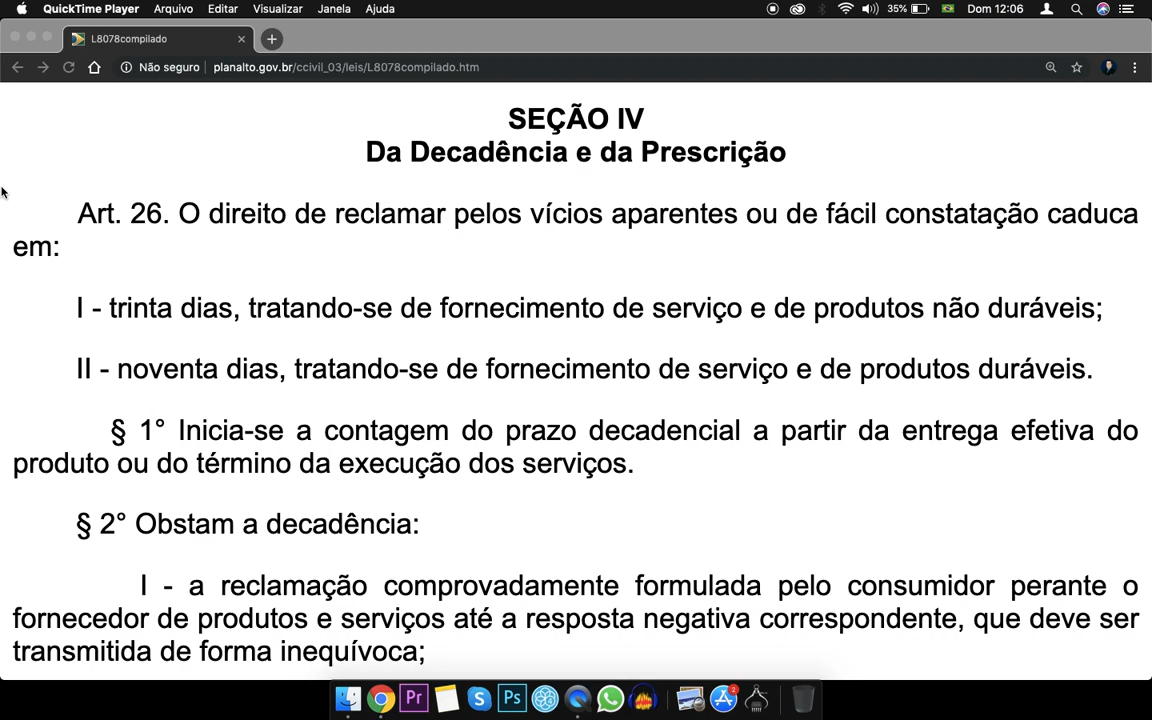 QuickTime Player Arquivo Editar Visualizar Janela Ajuda 35% Dom 12:06
L8078compilado
Não seguro planalto.gov.br/ccivil_03/leis/L8078compilado.htm
SEÇÃO IV
Da Decadência e da Prescrição
Art. 26. O direito de reclamar pelos vícios aparentes ou de fácil constatação caduca
em:
I - trinta dias, tratando-se de fornecimento de serviço e de produtos não duráveis;
II - noventa dias, tratando-se de fornecimento de serviço e de produtos duráveis.
§ 1° Inicia-se a contagem do prazo decadencial a partir da entrega efetiva do
produto ou do término da execução dos serviços.
§ 2° Obstam a decadência:
I - a reclamação comprovadamente formulada pelo consumidor perante o
fornecedor de produtos e serviços até a resposta negativa correspondente, que deve ser
transmitida de forma inequívoca;
Pr Ps 2